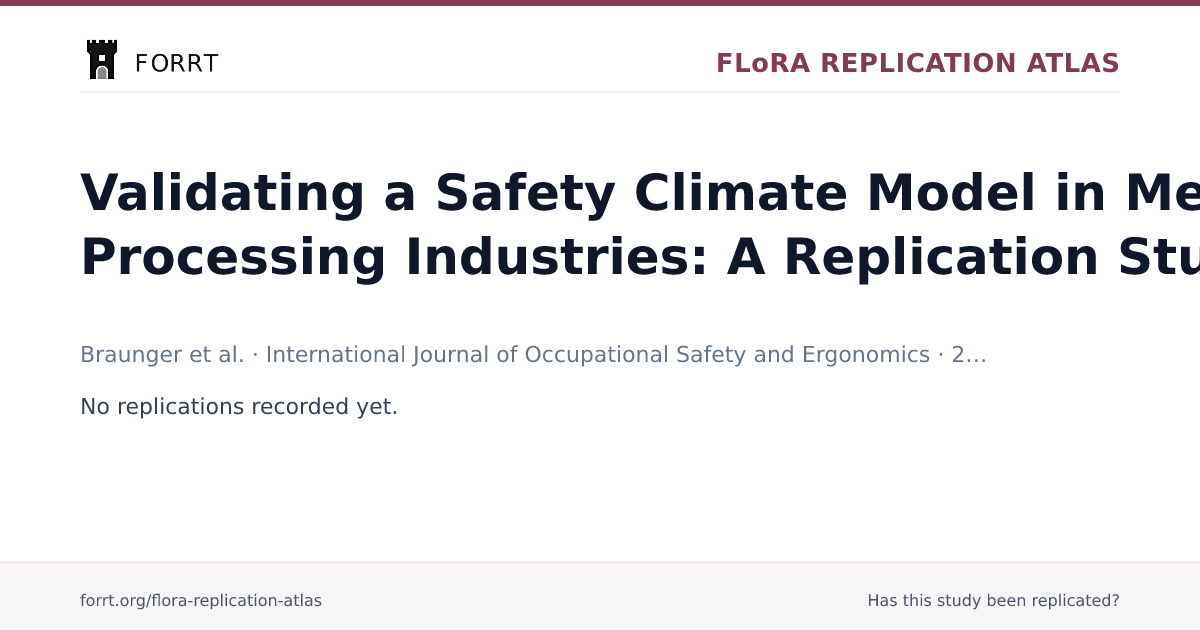 FORRT
FLoRA REPLICATION ATLAS
Validating a Safety Climate Model in Me
Processing Industries: A Replication Stu
Braunger et al. · International Journal of Occupational Safety and Ergonomics · 2…
No replications recorded yet.
forrt.org/flora-replication-atlas
Has this study been replicated?